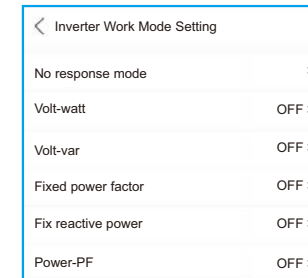 Inverter Work Mode Setting
No response mode
Volt-watt OFF
Volt-var OFF
Fixed power factor OFF
Fix reactive power OFF
Power-PF OFF